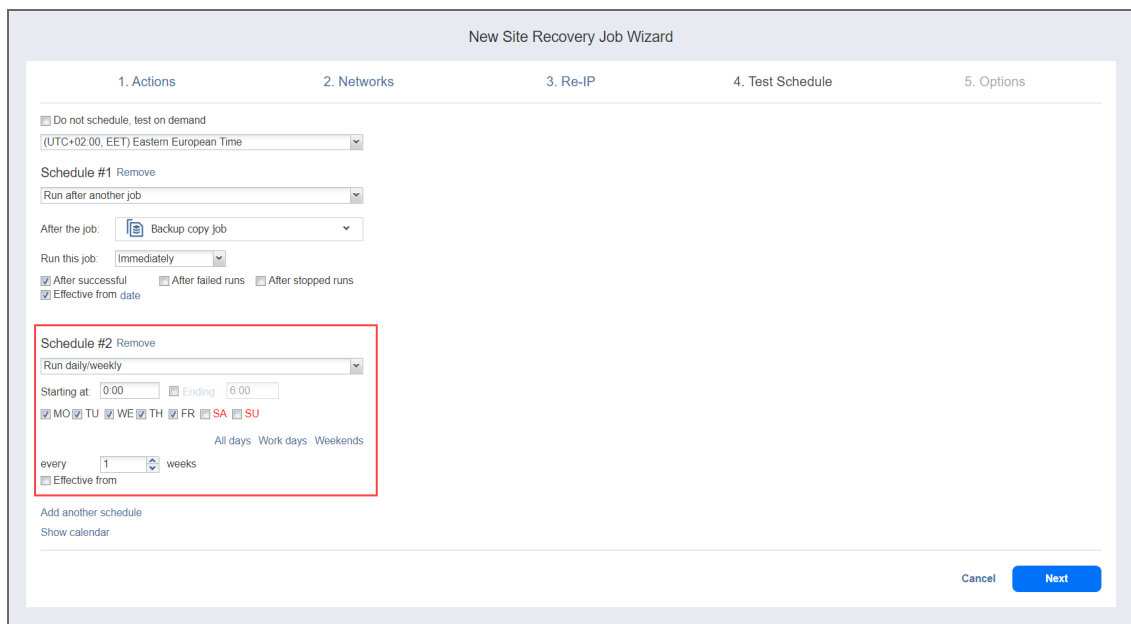 New Site Recovery Job Wizard
1. Actions 2. Networks 3. Re-IP 4. Test Schedule 5. Options
Do not schedule, test on demand
(UTC+02:00, EET) Eastern European Time
Schedule #1 Remove
Run after another job
After the job: Backup copy job
Run this job: Immediately
After successful After failed runs After stopped runs
Effective from date
Schedule #2 Remove
Run daily/weekly
Starting at: 0:00 Ending 6:00
MO TU WE TH FR SA SU
All days Work days Weekends
every 1 weeks
Effective from
Add another schedule
Show calendar
Cancel Next